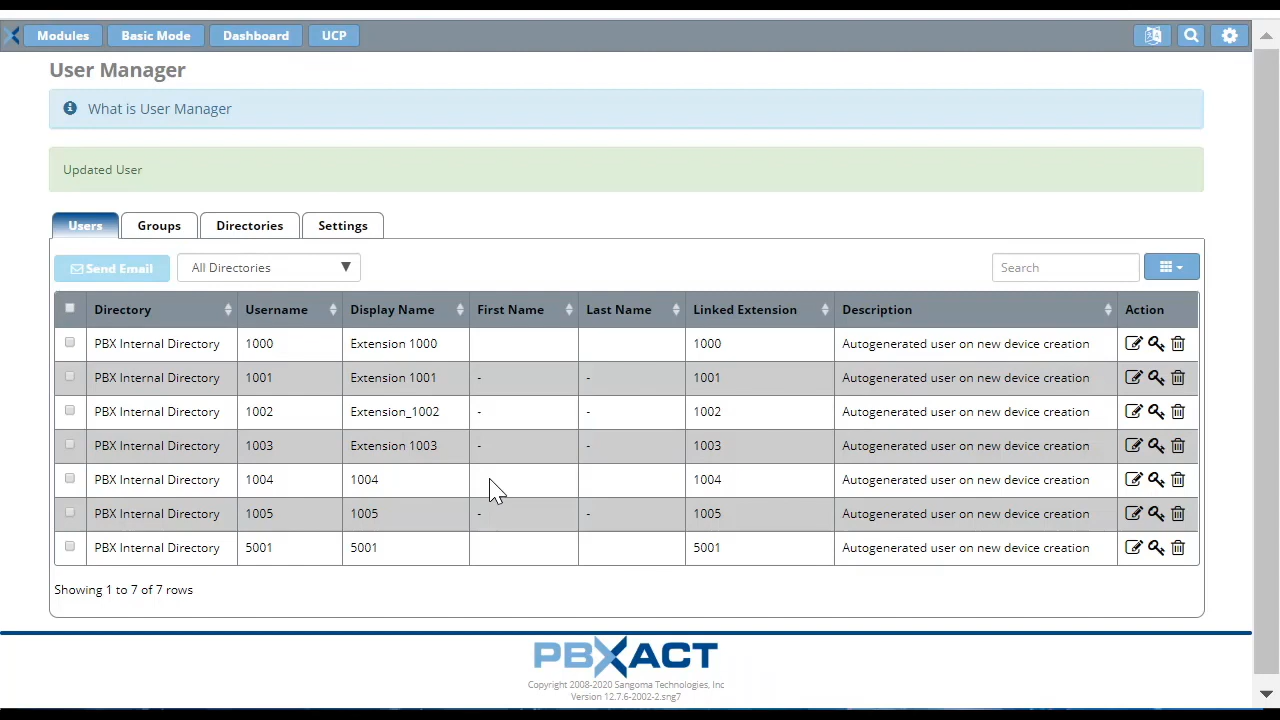 Modules Basic Mode Dashboard UCP
User Manager
What is User Manager
Updated User
Users Groups Directories Settings
Send Email All Directories Search
Directory Username Display Name First Name Last Name Linked Extension Description Action
PBX Internal Directory 1000 Extension 1000 1000 Autogenerated user on new device creation
PBX Internal Directory 1001 Extension 1001 - - 1001 Autogenerated user on new device creation
PBX Internal Directory 1002 Extension_1002 - - 1002 Autogenerated user on new device creation
PBX Internal Directory 1003 Extension 1003 - - 1003 Autogenerated user on new device creation
PBX Internal Directory 1004 1004 1004 Autogenerated user on new device creation
PBX Internal Directory 1005 1005 - - 1005 Autogenerated user on new device creation
PBX Internal Directory 5001 5001 5001 Autogenerated user on new device creation
Showing 1 to 7 of 7 rows
PBXACT
Copyright 2008-2020 Sangoma Technologies, Inc
Version 12.7.6-2002-2.sng7